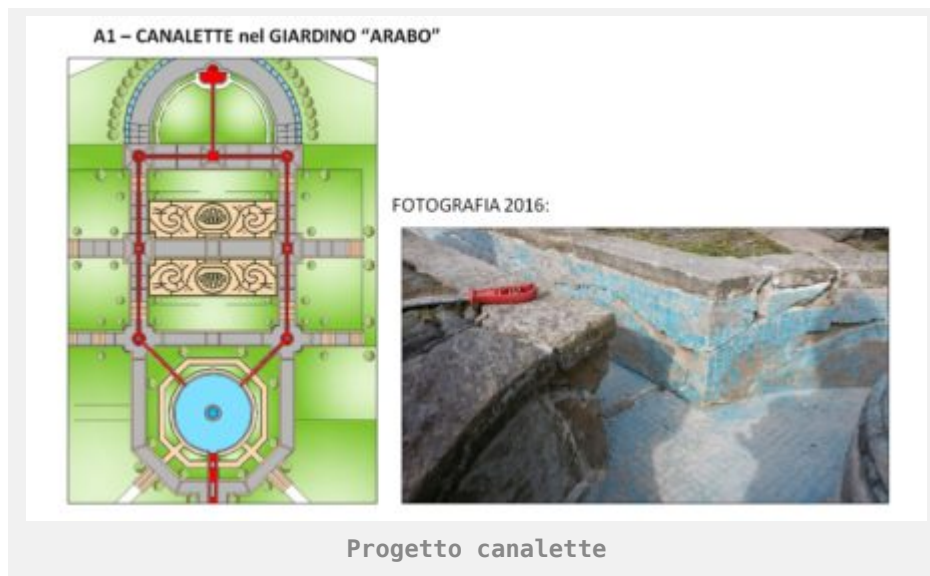 A1 – CANALETTE nel GIARDINO “ARABO”
FOTOGRAFIA 2016:
Progetto canalette